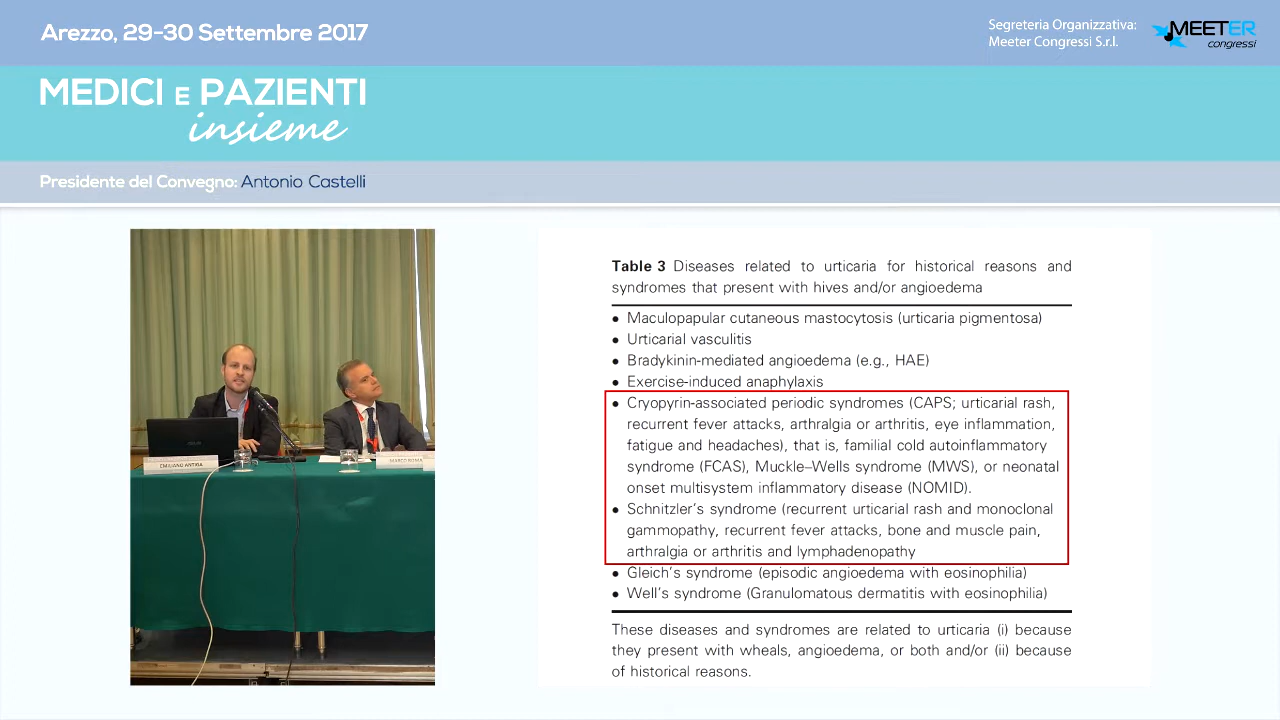 Arezzo, 29-30 Settembre 2017
Segreteria Organizzativa:
Meeter Congressi S.r.l.
MEETER
congressi
MEDICI E PAZIENTI
insieme
Presidente del Convegno: Antonio Castelli
EMILIANO ANTIGA
MARCO ROMA
Table 3 Diseases related to urticaria for historical reasons and
syndromes that present with hives and/or angioedema
• Maculopapular cutaneous mastocytosis (urticaria pigmentosa)
• Urticarial vasculitis
• Bradykinin-mediated angioedema (e.g., HAE)
• Exercise-induced anaphylaxis
• Cryopyrin-associated periodic syndromes (CAPS; urticarial rash,
recurrent fever attacks, arthralgia or arthritis, eye inflammation,
fatigue and headaches), that is, familial cold autoinflammatory
syndrome (FCAS), Muckle–Wells syndrome (MWS), or neonatal
onset multisystem inflammatory disease (NOMID).
• Schnitzler's syndrome (recurrent urticarial rash and monoclonal
gammopathy, recurrent fever attacks, bone and muscle pain,
arthralgia or arthritis and lymphadenopathy
• Gleich's syndrome (episodic angioedema with eosinophilia)
• Well's syndrome (Granulomatous dermatitis with eosinophilia)
These diseases and syndromes are related to urticaria (i) because
they present with wheals, angioedema, or both and/or (ii) because
of historical reasons.